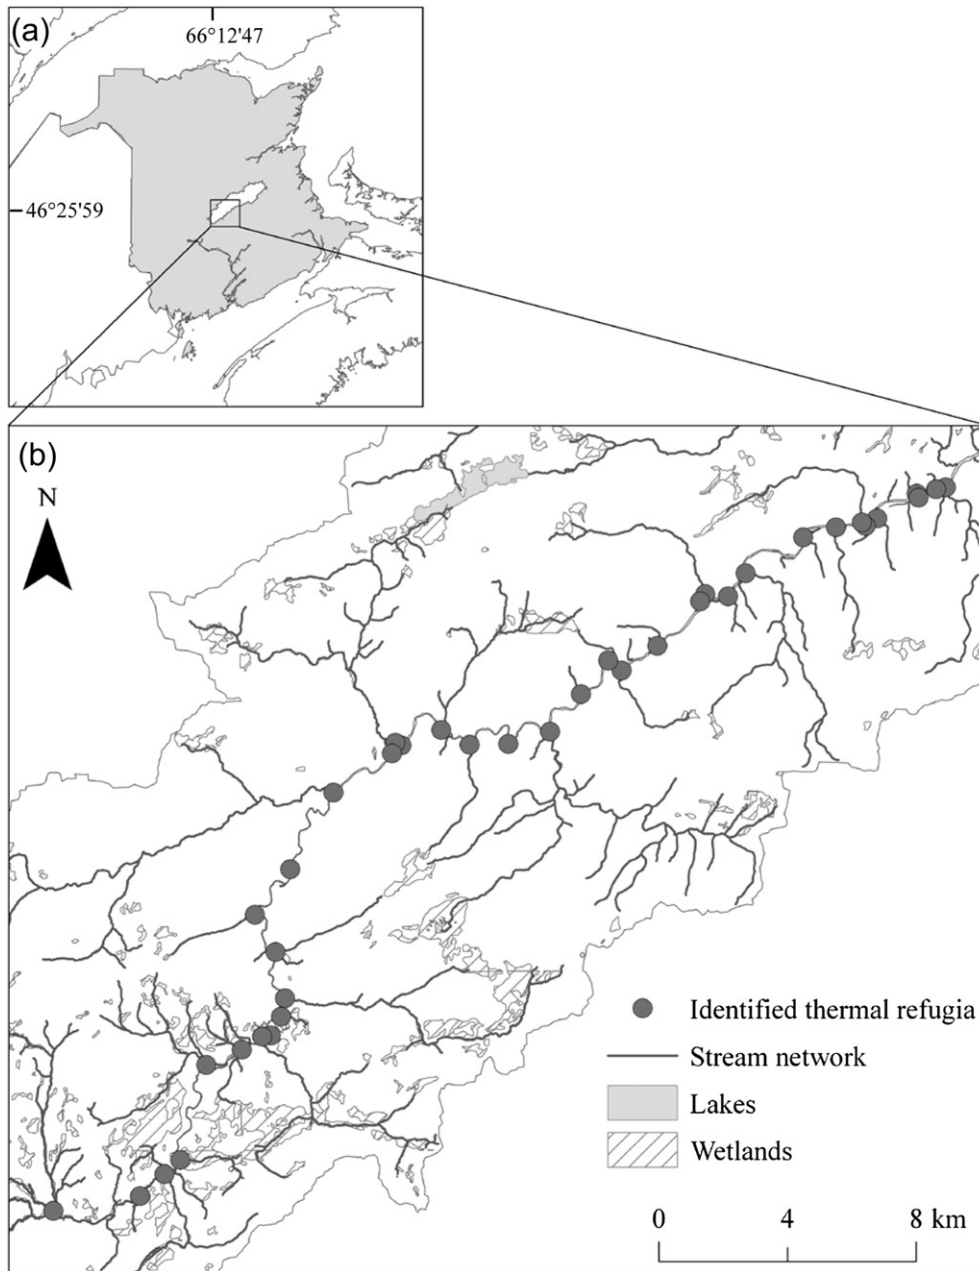 (a)
66°12'47
46°25'59
(b)
N
Identified thermal refugia
Stream network
Lakes
Wetlands
0 4 8 km